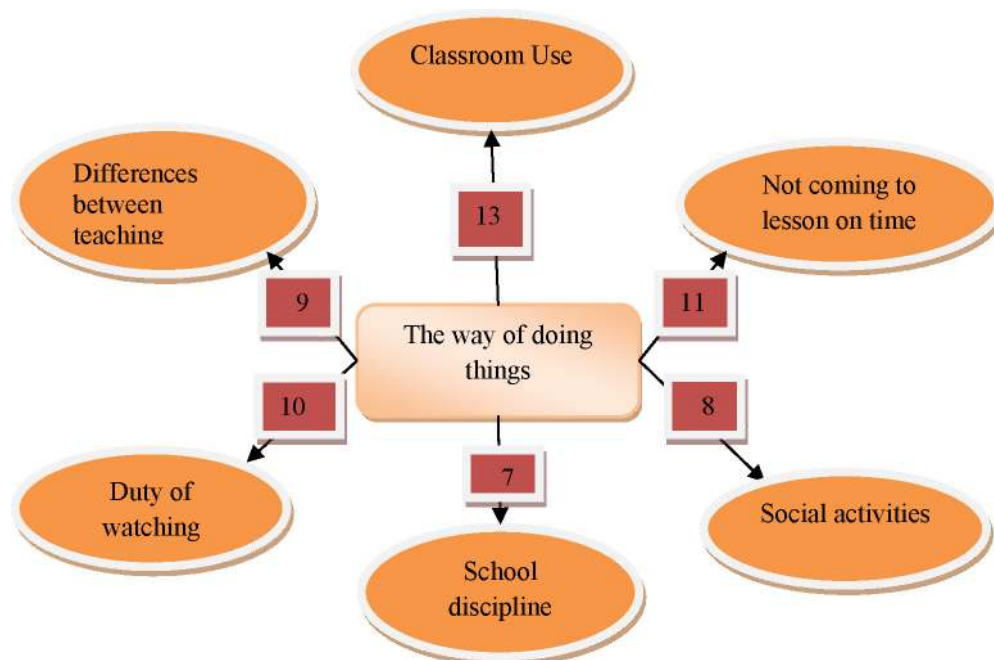 Classroom Use
Differences
between
teaching
Not coming to
lesson on time
13
9
11
The way of doing
things
10
8
7
Duty of
watching
Social activities
School
discipline